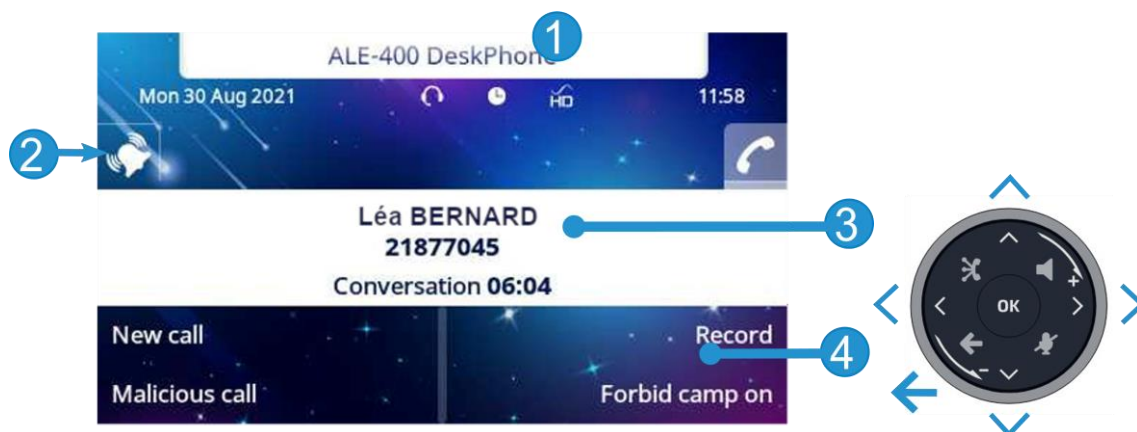 1
ALE-400 DeskPhone
Mon 30 Aug 2021 HD 11:58
2
Léa BERNARD
3
21877045
Conversation 06:04
New call Record
4
Malicious call Forbid camp on
OK
+
-